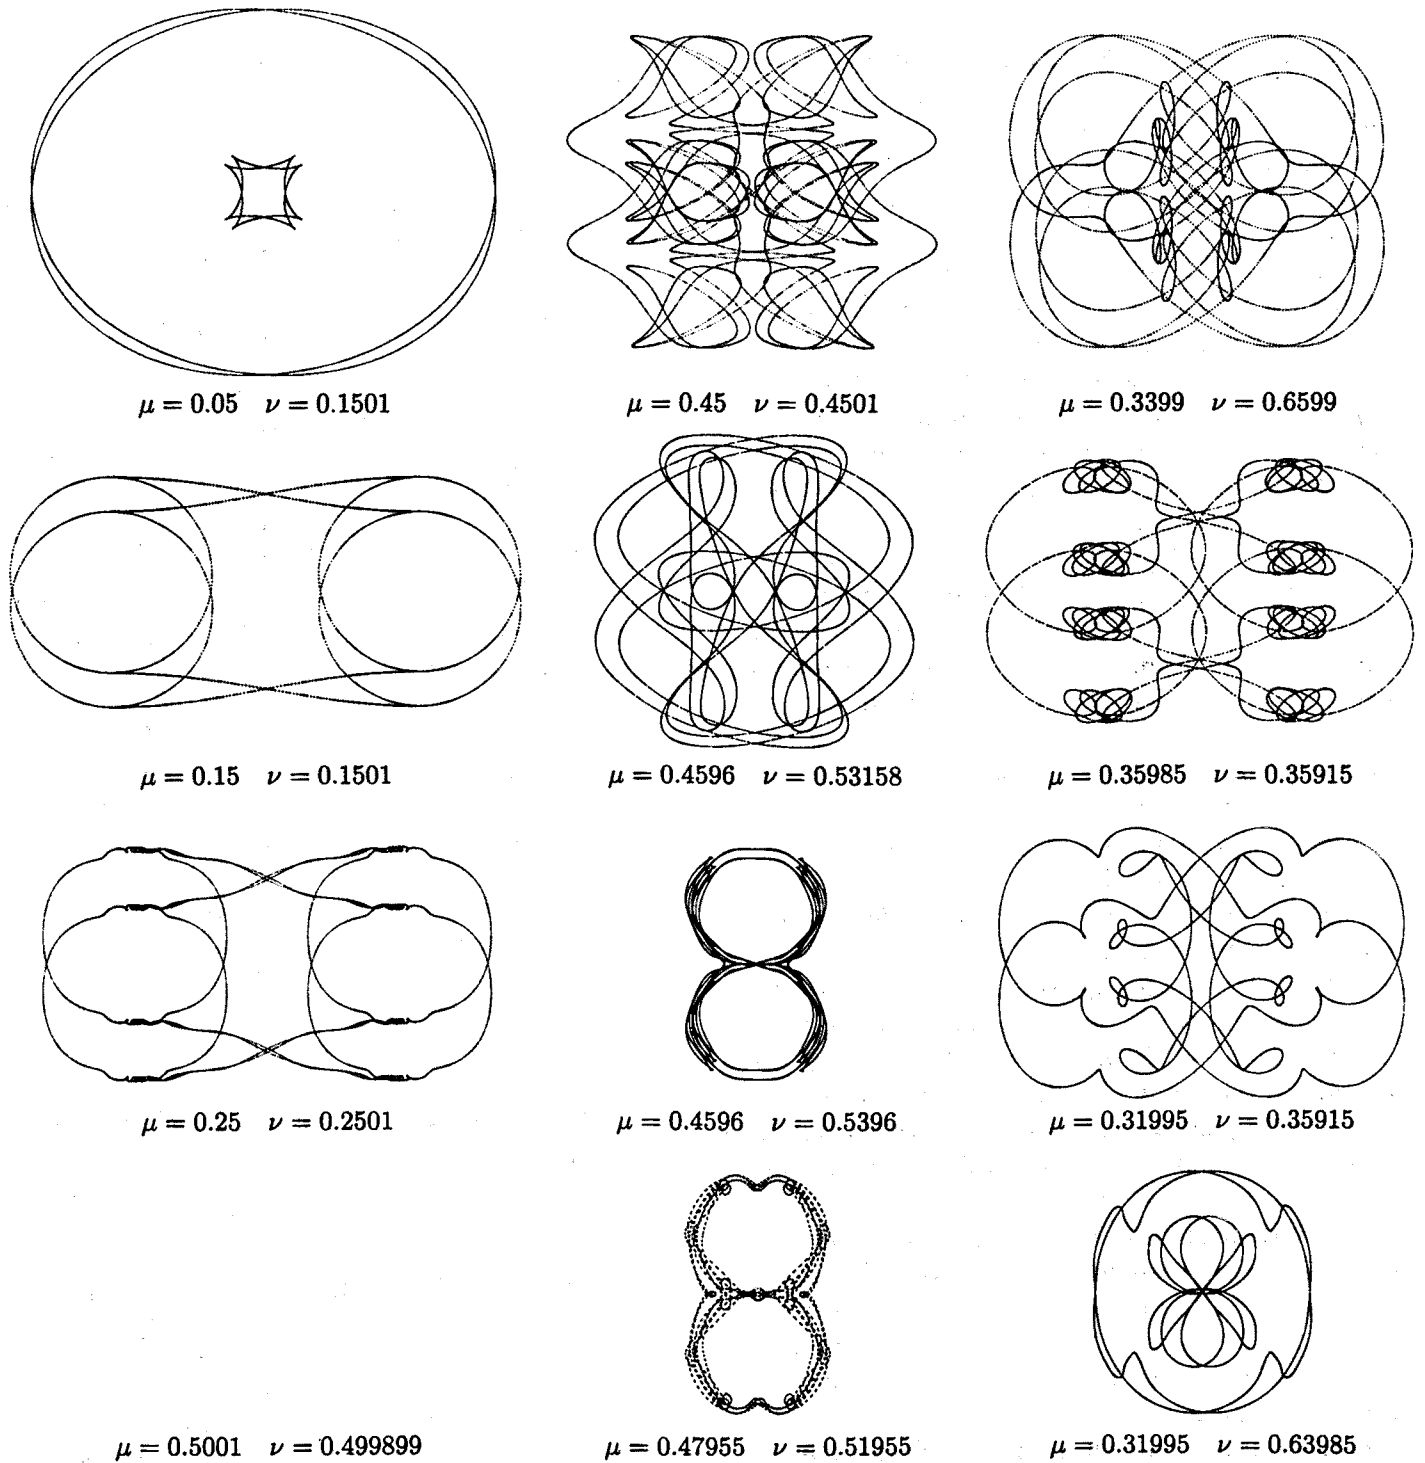 μ = 0.05 ν = 0.1501
μ = 0.45 ν = 0.4501
μ = 0.3399 ν = 0.6599
μ = 0.15 ν = 0.1501
μ = 0.4596 ν = 0.53158
μ = 0.35985 ν = 0.35915
μ = 0.25 ν = 0.2501
μ = 0.4596 ν = 0.5396
μ = 0.31995 ν = 0.35915
μ = 0.5001 ν = 0.499899
μ = 0.47955 ν = 0.51955
μ = 0.31995 ν = 0.63985